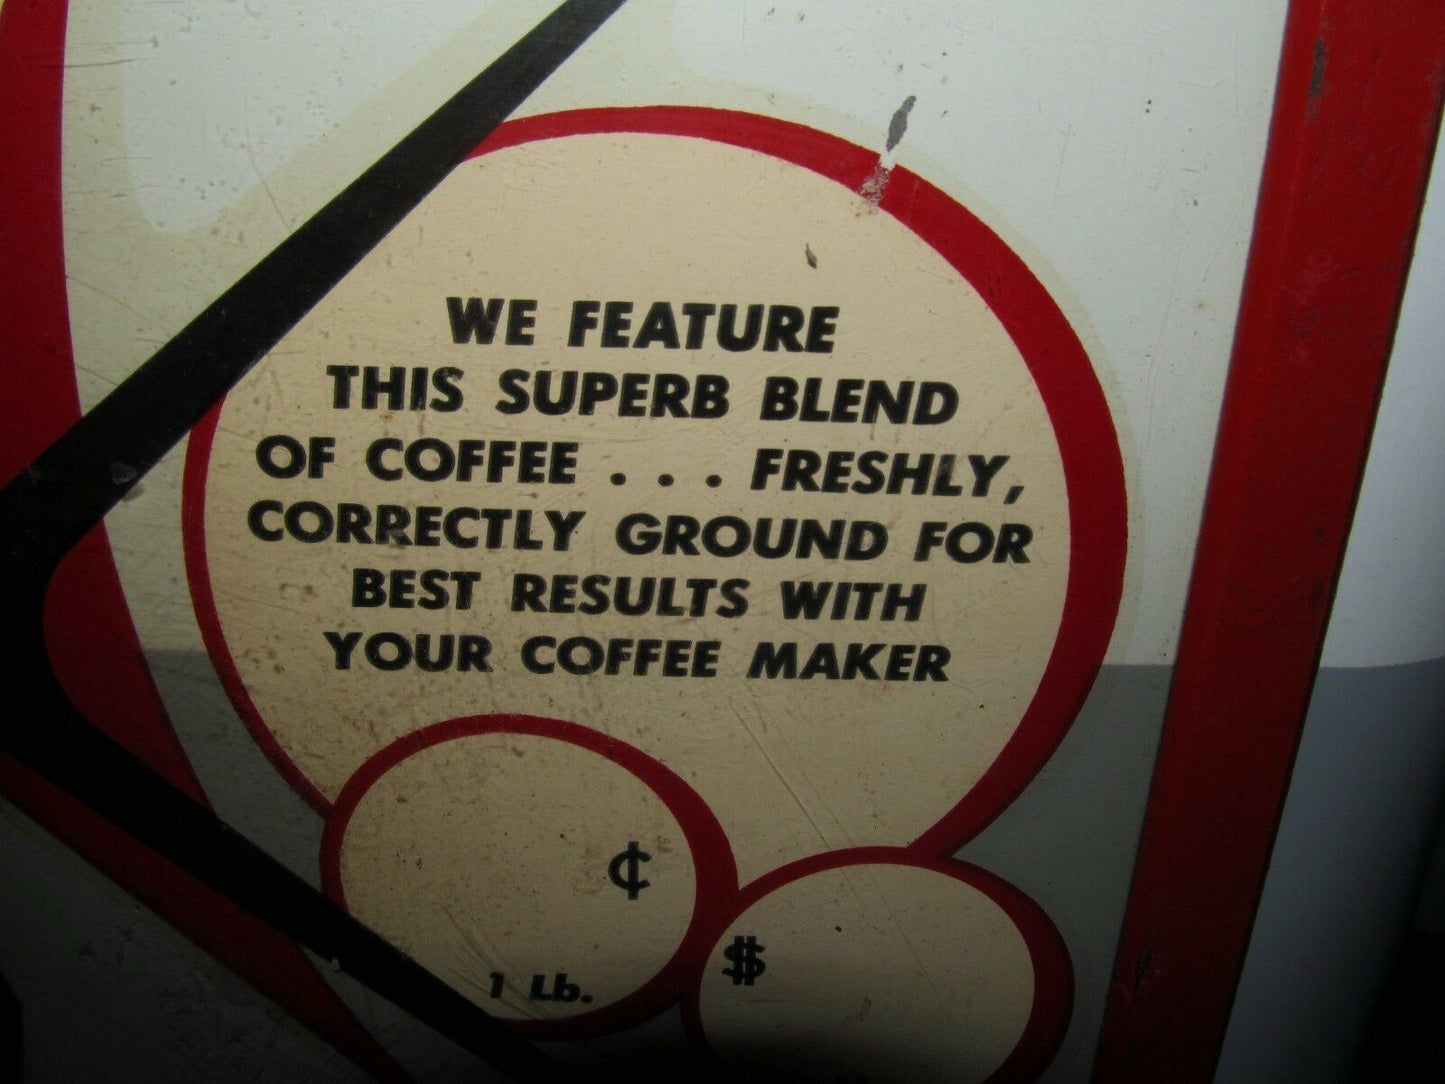 WE FEATURE
THIS SUPERB BLEND
OF COFFEE . . . FRESHLY,
CORRECTLY GROUND FOR
BEST RESULTS WITH
YOUR COFFEE MAKER
¢
1 Lb.
$